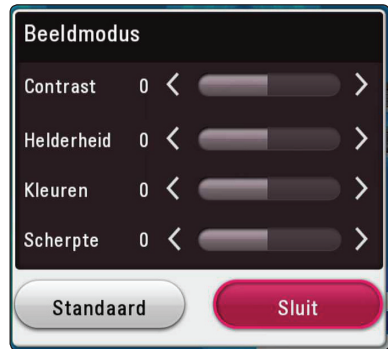 Beeldmodus
Contrast 0
Helderheid 0
Kleuren 0
Scherpte 0
Standaard Sluit